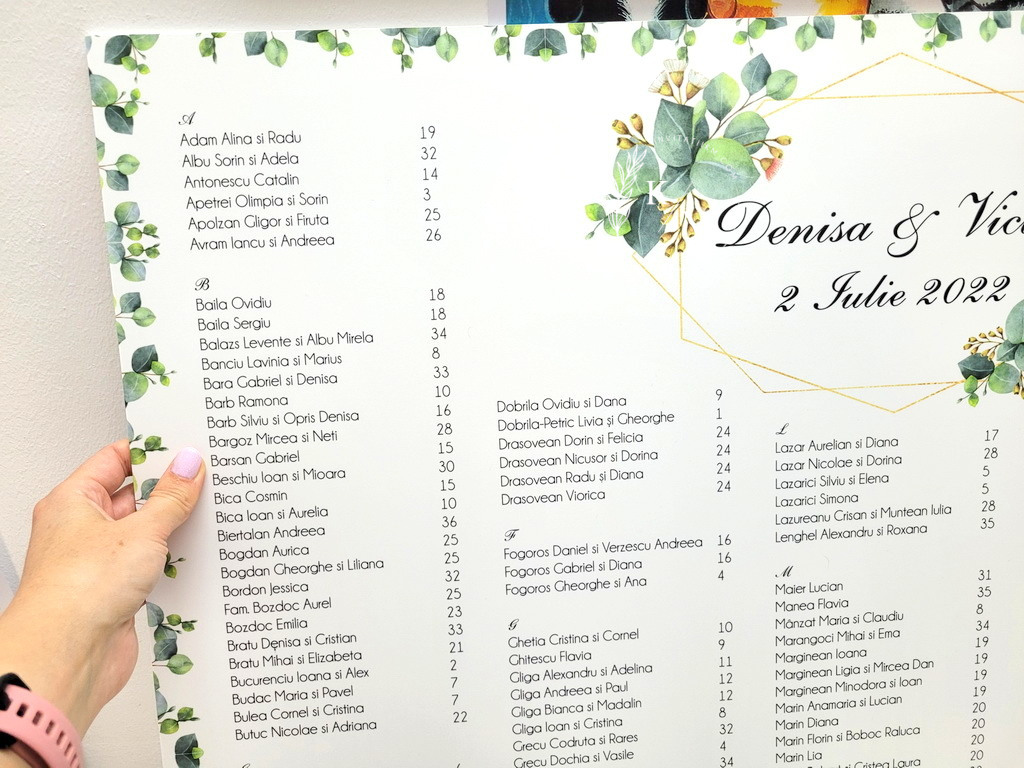 Denisa & Vic
2 Iulie 2022
A
Adam Alina si Radu 19
Albu Sorin si Adela 32
Antonescu Catalin 14
Apetrei Olimpia si Sorin 3
Apolzan Gligor si Firuta 25
Avram Iancu si Andreea 26
B
Baila Ovidiu 18
Baila Sergiu 18
Balazs Levente si Albu Mirela 34
Banciu Lavinia si Marius 8
Bara Gabriel si Denisa 33
Barb Ramona 10
Barb Silviu si Opris Denisa 16
Bargoz Mircea si Neti 28
Barsan Gabriel 15
Beschiu Ioan si Mioara 30
Bica Cosmin 15
Bica Ioan si Aurelia 10
Biertalan Andreea 36
Bogdan Aurica 25
Bogdan Gheorghe si Liliana 25
Bordon Jessica 32
Fam. Bozdoc Aurel 25
Bozdoc Emilia 23
Bratu Denisa si Cristian 33
Bratu Mihai si Elizabeta 21
Bucurenciu Ioana si Alex 2
Budac Maria si Pavel 7
Bulea Cornel si Cristina 7
Butuc Nicolae si Adriana 22
Dobrila Ovidiu si Dana 9
Dobrila-Petric Livia și Gheorghe 1
Drasovean Dorin si Felicia 24
Drasovean Nicusor si Dorina 24
Drasovean Radu și Diana 24
Drasovean Viorica 24
F
Fogoros Daniel si Verzescu Andreea 16
Fogoros Gabriel si Diana 16
Fogoros Gheorghe si Ana 4
G
Ghetia Cristina si Cornel 10
Ghitescu Flavia 9
Gliga Alexandru si Adelina 11
Gliga Andreea si Paul 12
Gliga Bianca si Madalin 12
Gliga Ioan si Cristina 8
Grecu Codruta si Rares 32
Grecu Dochia si Vasile 4
34
L
Lazar Aurelian si Diana 17
Lazar Nicolae si Dorina 28
Lazarici Silviu si Elena 5
Lazarici Simona 5
Lazureanu Crisan si Muntean Iulia 28
Lenghel Alexandru si Roxana 35
M
Maier Lucian 31
Manea Flavia 35
Mânzat Maria si Claudiu 8
Marangoci Mihai si Ema 34
Marginean Ioana 19
Marginean Ligia si Mircea Dan 19
Marginean Minodora si Ioan 19
Marin Anamaria si Lucian 19
Marin Diana 20
Marin Florin si Boboc Raluca 20
Marin Lia 20
si Cristea Laura